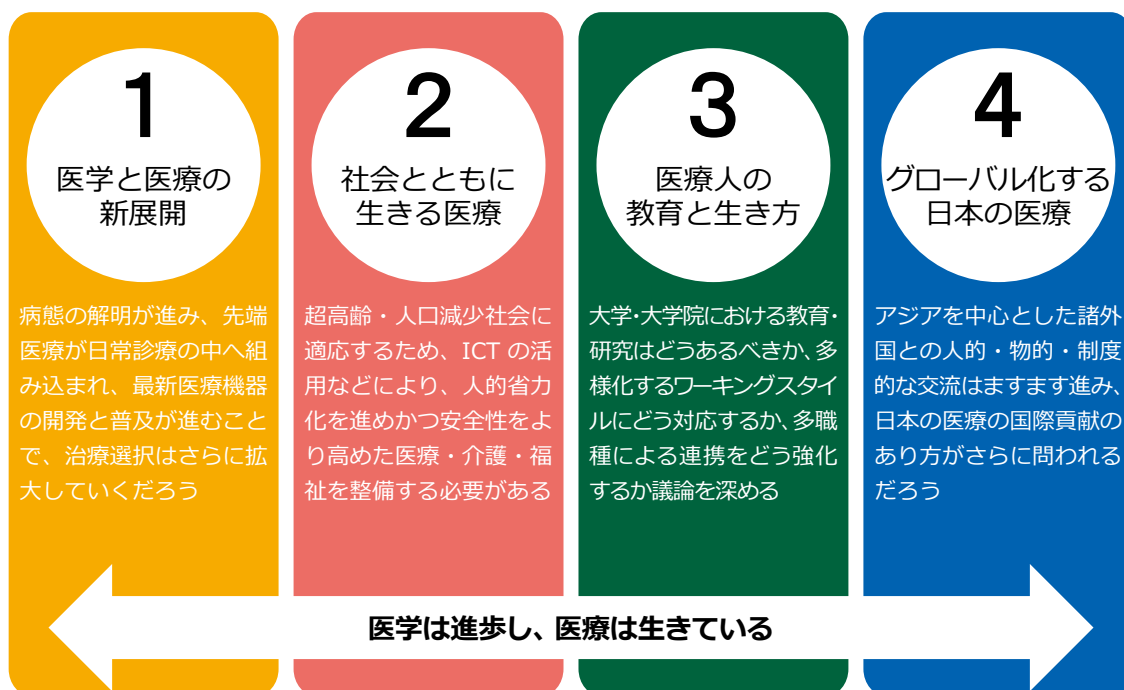 1
医学と医療の
新展開
病態の解明が進み、先端
医療が日常診療の中へ組
み込まれ、最新医療機器
の開発と普及が進むこと
で、治療選択はさらに拡
大していくだろう
2
社会とともに
生きる医療
超高齢・人口減少社会に
適応するため、ICT の活
用などにより、人的省力
化を進めかつ安全性をよ
り高めた医療・介護・福
祉を整備する必要がある
3
医療人の
教育と生き方
大学・大学院における教育・
研究はどうあるべきか、多
様化するワーキングスタイ
ルにどう対応するか、多職
種による連携をどう強化
するか議論を深める
4
グローバル化する
日本の医療
アジアを中心とした諸外
国との人的・物的・制度
的な交流はますます進み、
日本の医療の国際貢献の
あり方がさらに問われる
だろう
医学は進歩し、医療は生きている